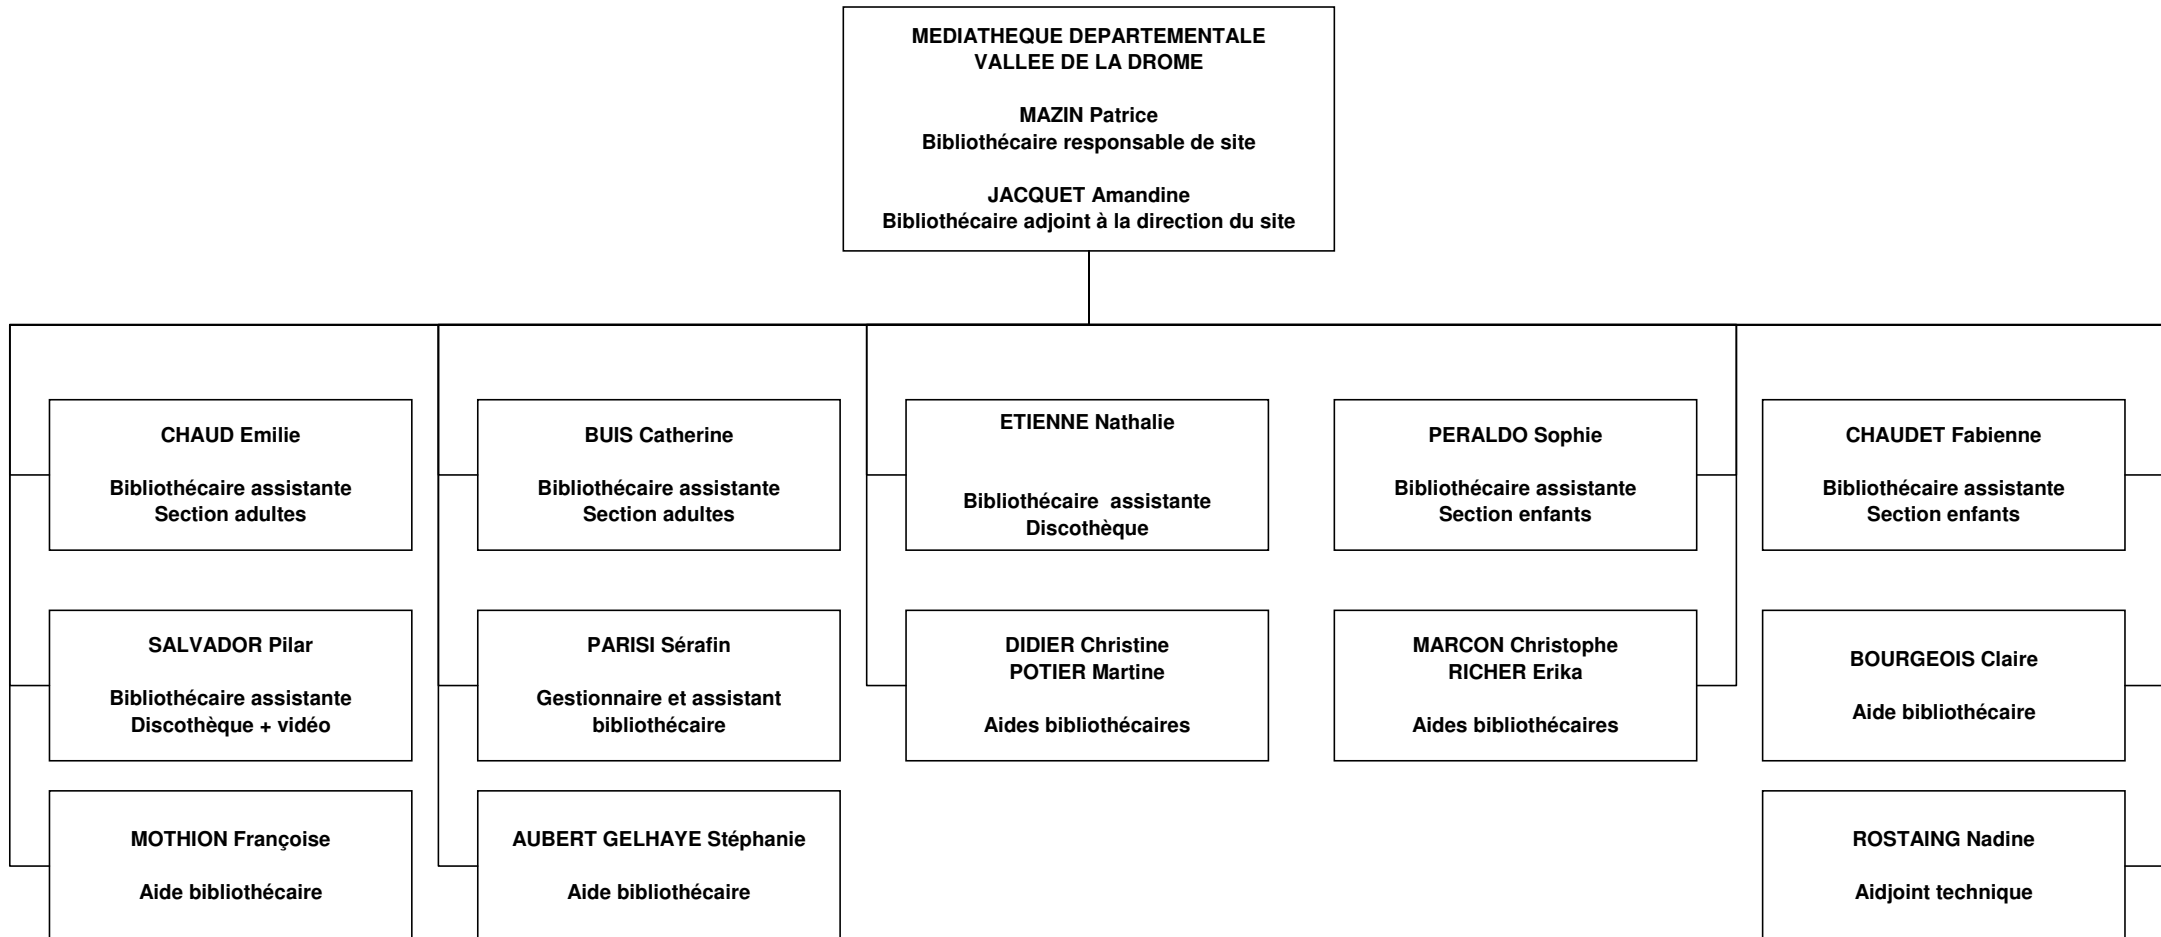 MEDIATHEQUE DEPARTEMENTALE
VALLEE DE LA DROME
MAZIN Patrice
Bibliothécaire responsable de site
JACQUET Amandine
Bibliothécaire adjoint à la direction du site
CHAUD Emilie
Bibliothécaire assistante
Section adultes
BUIS Catherine
Bibliothécaire assistante
Section adultes
ETIENNE Nathalie
Bibliothécaire  assistante
Discothèque
PERALDO Sophie
Bibliothécaire assistante
Section enfants
CHAUDET Fabienne
Bibliothécaire assistante
Section enfants
SALVADOR Pilar
Bibliothécaire assistante
Discothèque + vidéo
PARISI Sérafin
Gestionnaire et assistant
bibliothécaire
DIDIER Christine
POTIER Martine
Aides bibliothécaires
MARCON Christophe
RICHER Erika
Aides bibliothécaires
BOURGEOIS Claire
Aide bibliothécaire
MOTHION Françoise
Aide bibliothécaire
AUBERT GELHAYE Stéphanie
Aide bibliothécaire
ROSTAING Nadine
Aidjoint technique